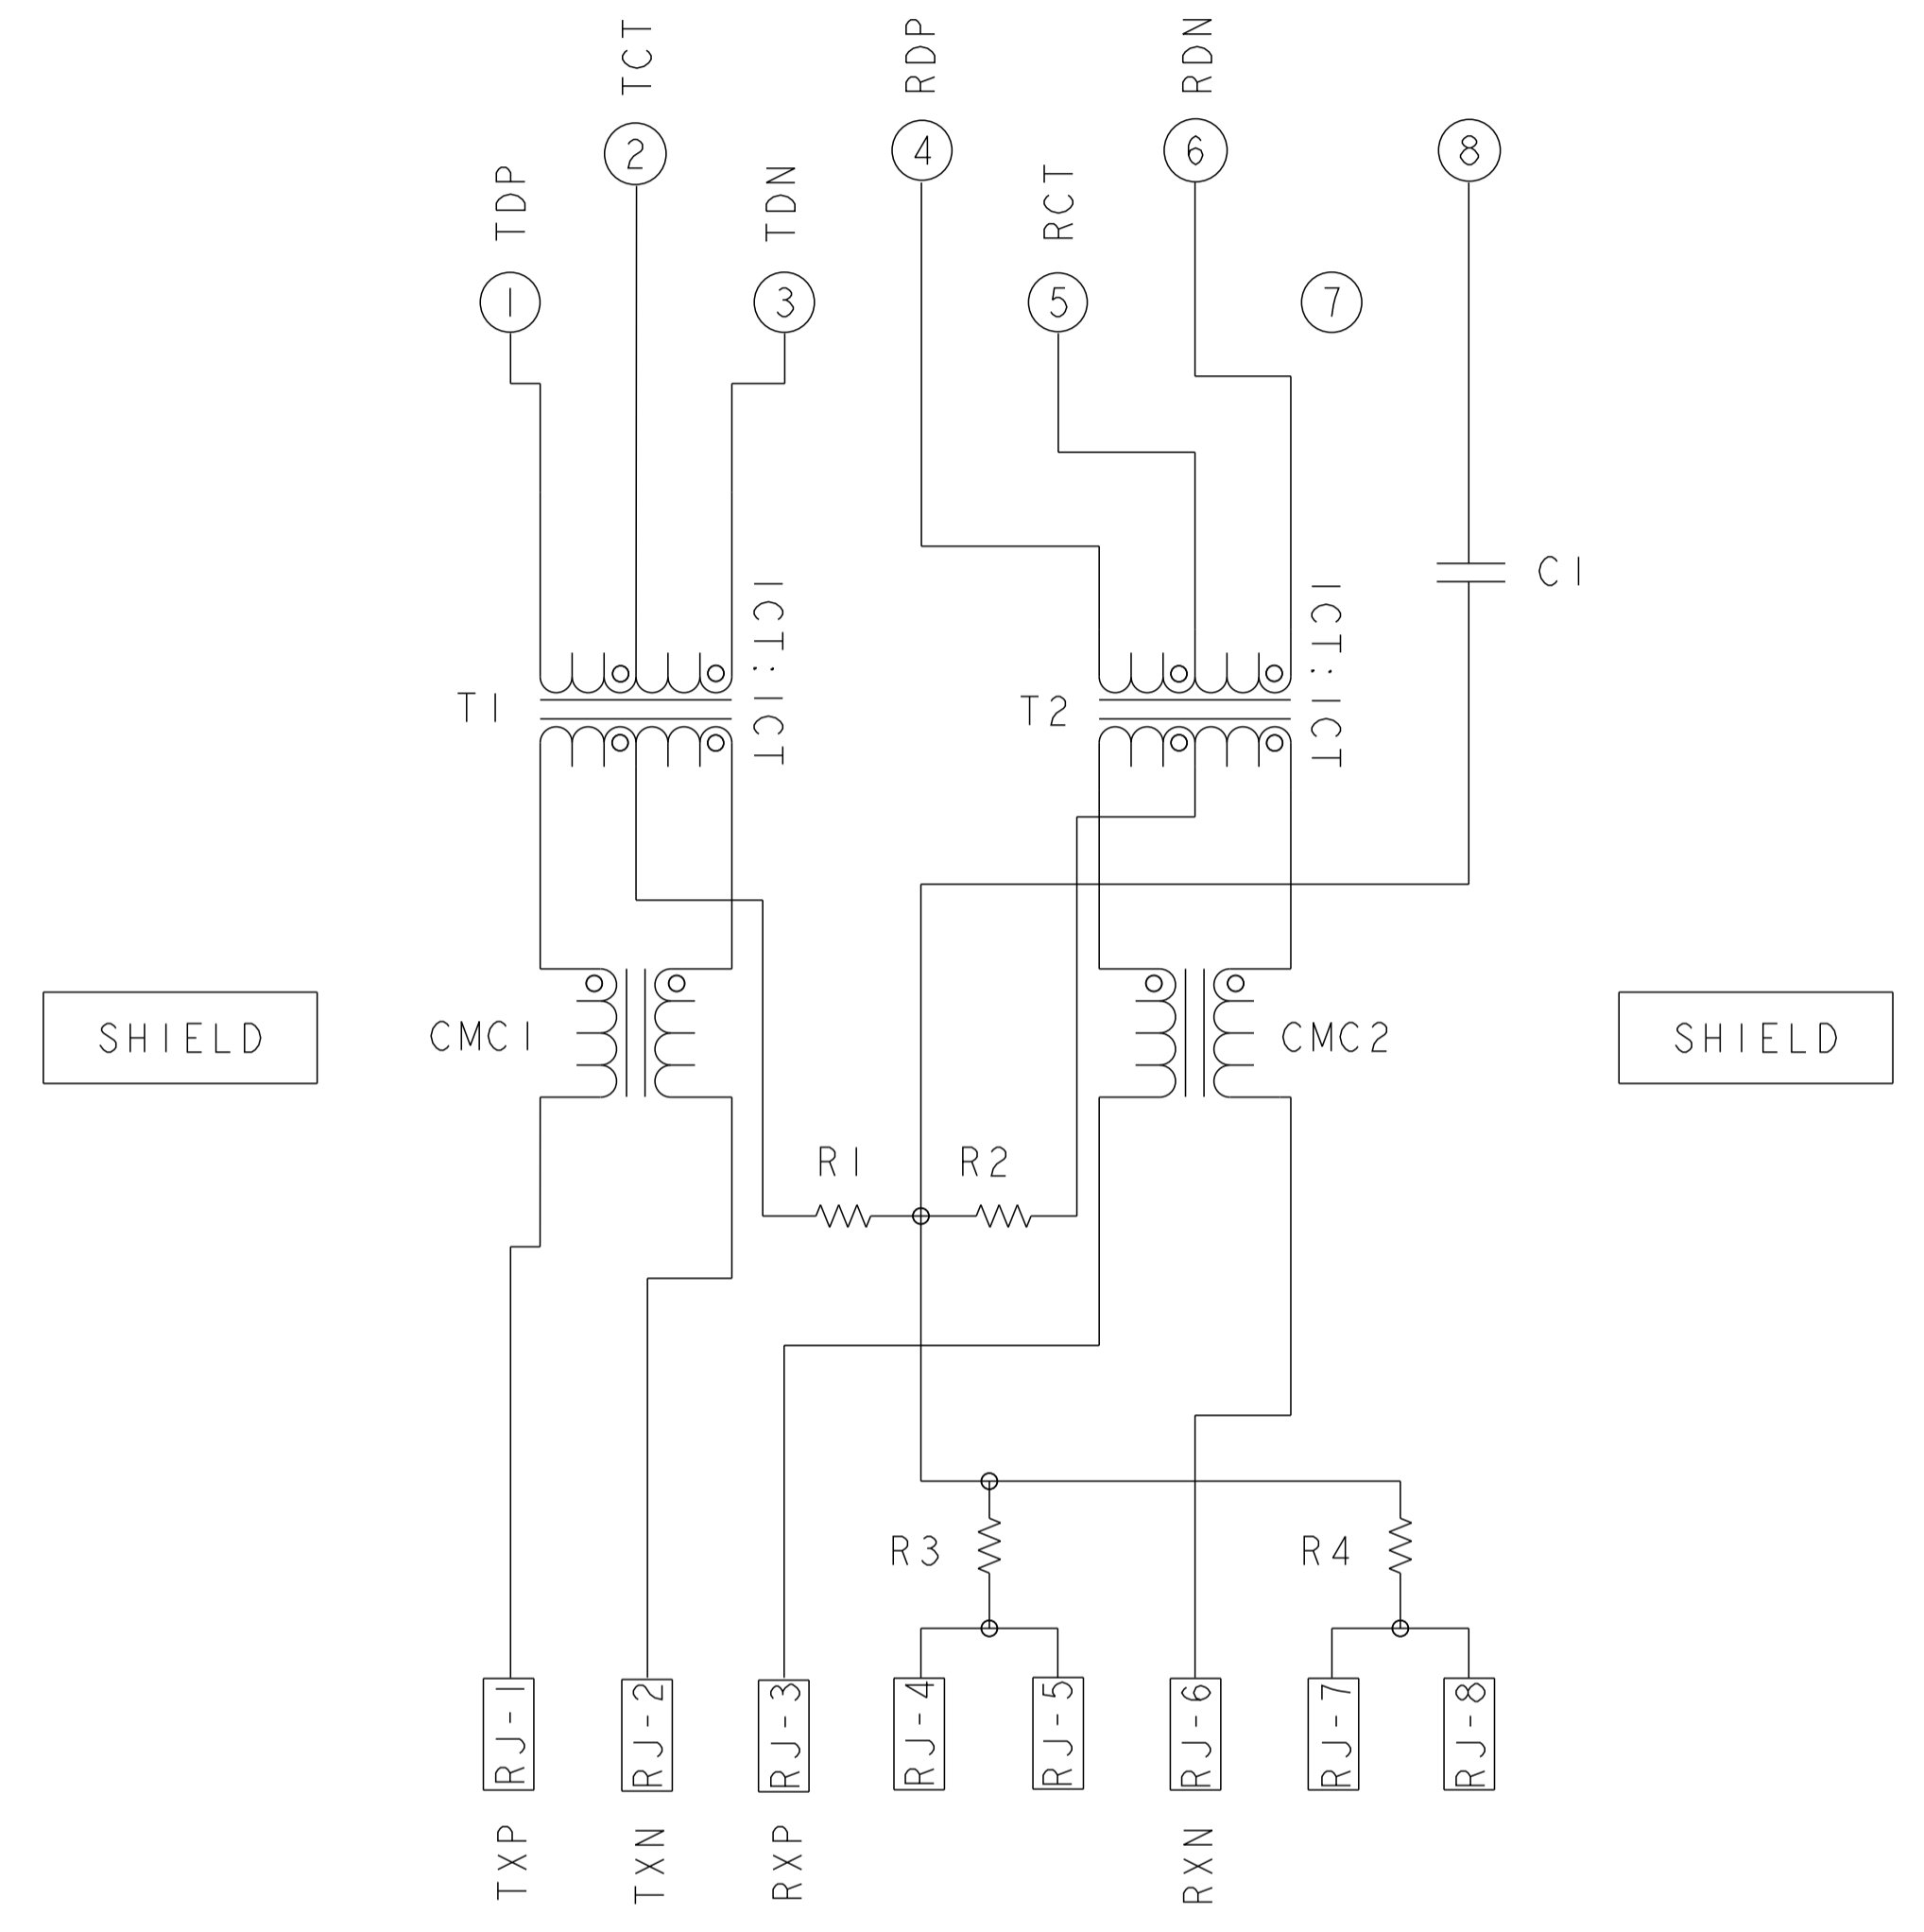 TCT
RDP
RDN
2
4
6
8
TDP
TDN
RCT
1
3
5
7
C1
1CT:1CT
1CT:1CT
T1
T2
SHIELD
CMC1
CMC2
SHIELD
R1
R2
R3
R4
RJ-1
RJ-2
RJ-3
RJ-4
RJ-5
RJ-6
RJ-7
RJ-8
TXP
TXN
RXP
RXN